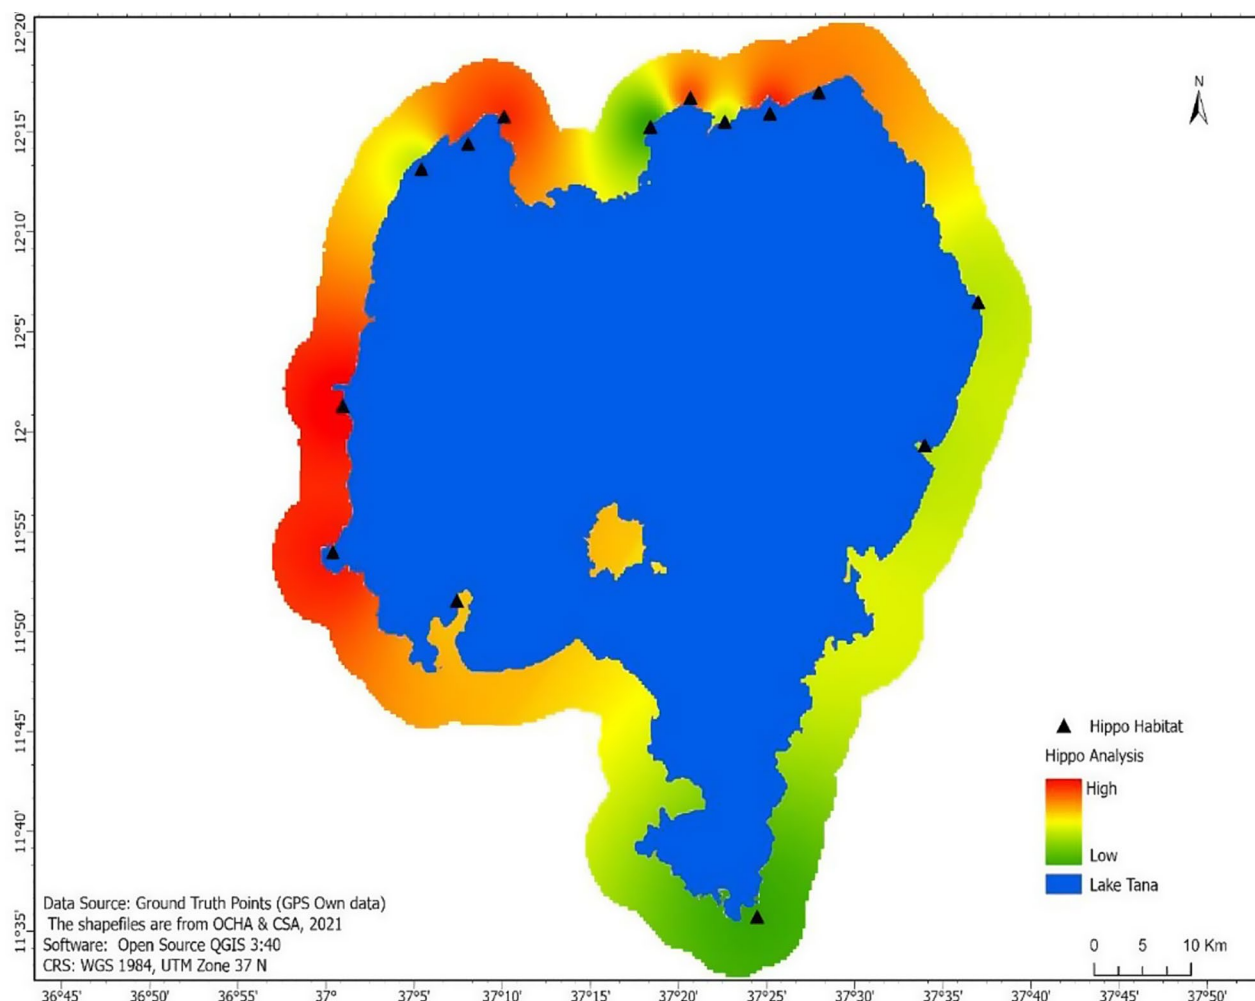 12°20'
12°15'
12°10'
12°5'
12°
11°55'
11°50'
11°45'
11°40'
11°35'
N
Hippo Habitat
Hippo Analysis
High
Low
Lake Tana
Data Source: Ground Truth Points (GPS Own data)
The shapefiles are from OCHA & CSA, 2021
Software: Open Source QGIS 3:40
CRS: WGS 1984, UTM Zone 37 N
0 5 10 Km
36°45' 36°50' 36°55' 37° 37°5' 37°10' 37°15' 37°20' 37°25' 37°30' 37°35' 37°40' 37°45' 37°50'